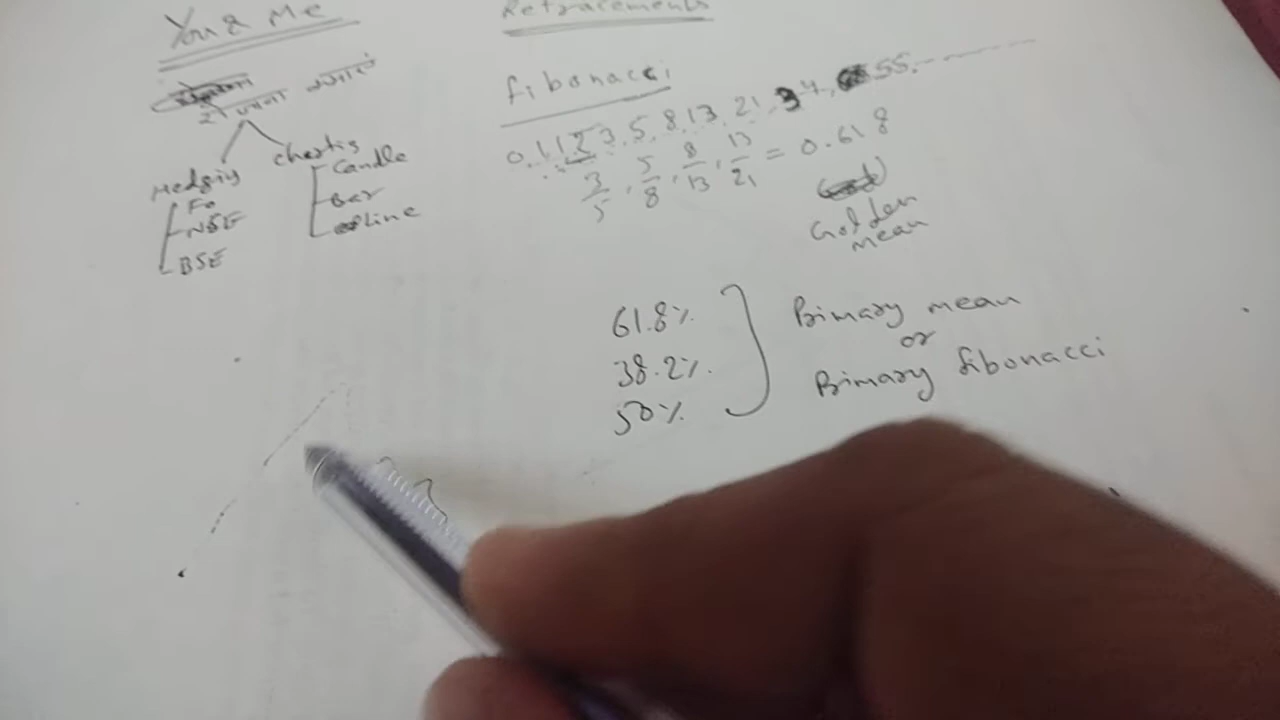 You & Me
Retracements
Charts
Candle
Bar
Line
Fo
NSE
BSE
fibonacci
0,1,1,2,3,5,8,13,21,34,55,----------
3/5, 5/8, 8/13, 13/21 = 0.618
Golden
mean
61.8%
38.2%
50%
Primary mean
or
Primary fibonacci